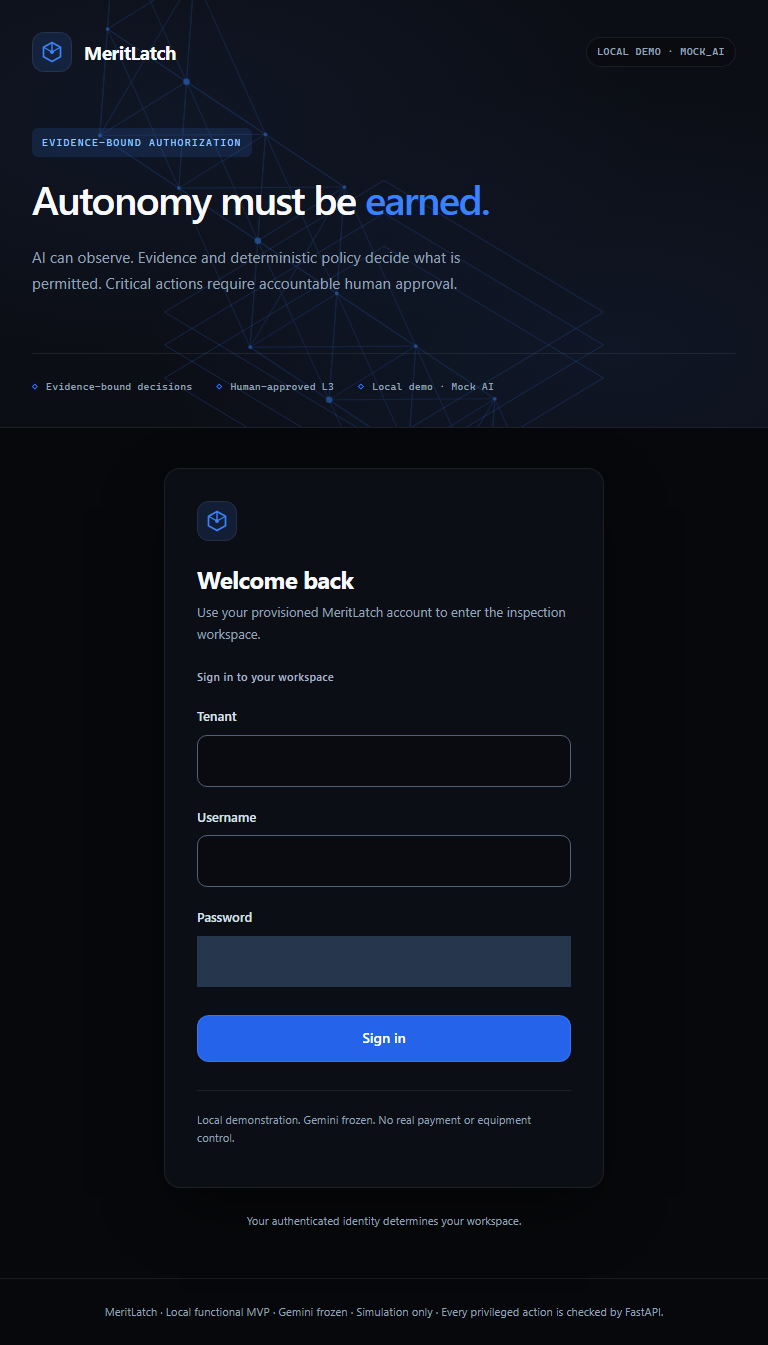 MeritLatch
LOCAL DEMO · MOCK_AI
EVIDENCE-BOUND AUTHORIZATION
Autonomy must be earned.
AI can observe. Evidence and deterministic policy decide what is
permitted. Critical actions require accountable human approval.
Evidence-bound decisions
Human-approved L3
Local demo · Mock AI
Welcome back
Use your provisioned MeritLatch account to enter the inspection
workspace.
Sign in to your workspace
Tenant
Username
Password
Sign in
Local demonstration. Gemini frozen. No real payment or equipment
control.
Your authenticated identity determines your workspace.
MeritLatch · Local functional MVP · Gemini frozen · Simulation only · Every privileged action is checked by FastAPI.